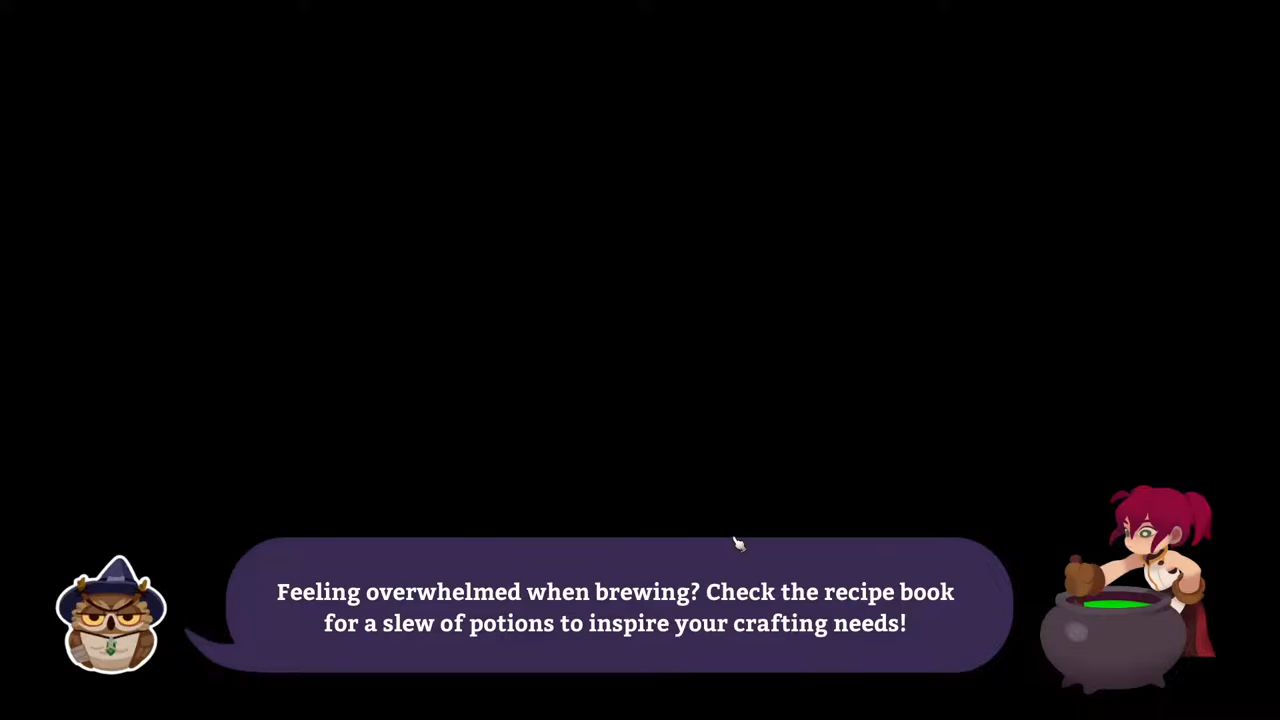 Feeling overwhelmed when brewing? Check the recipe book
for a slew of potions to inspire your crafting needs!